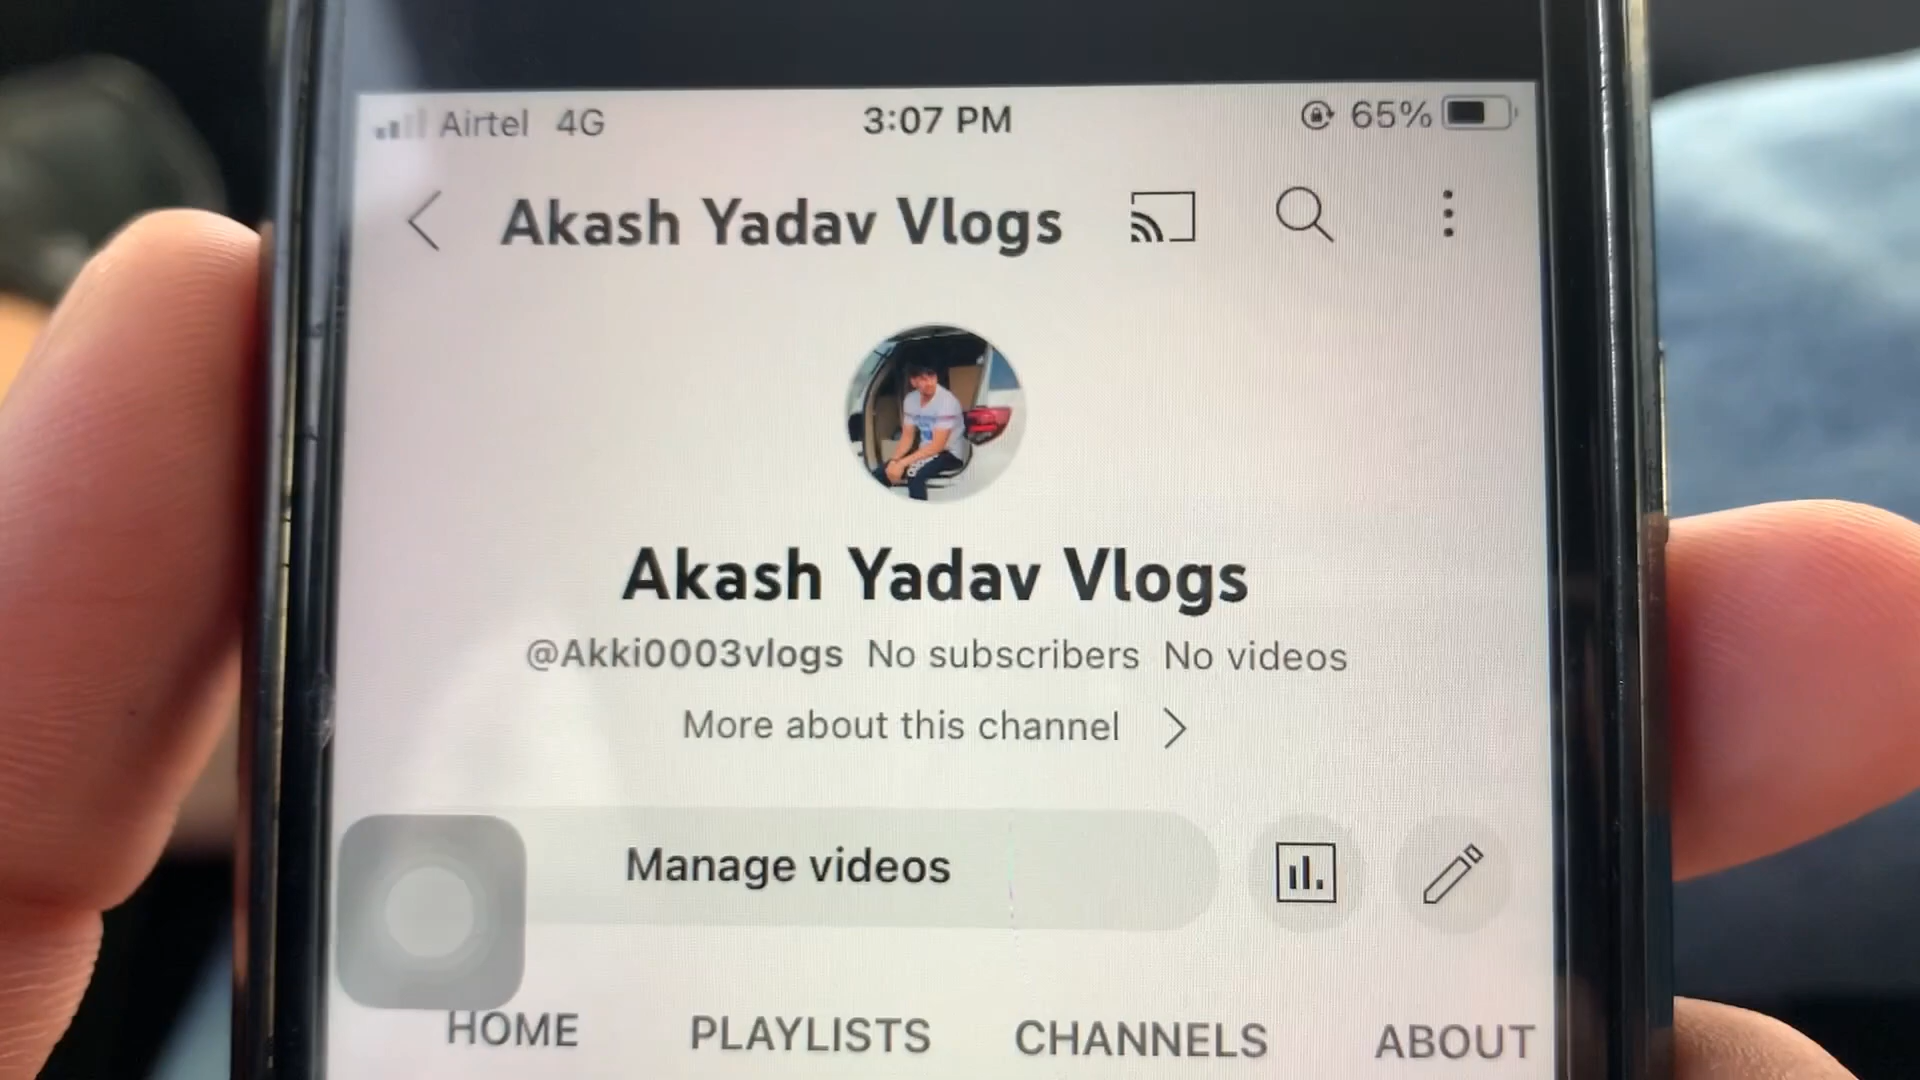 Airtel 4G 3:07 PM 65%
Akash Yadav Vlogs
Akash Yadav Vlogs
@Akki0003vlogs No subscribers No videos
More about this channel
Manage videos
HOME PLAYLISTS CHANNELS ABOUT